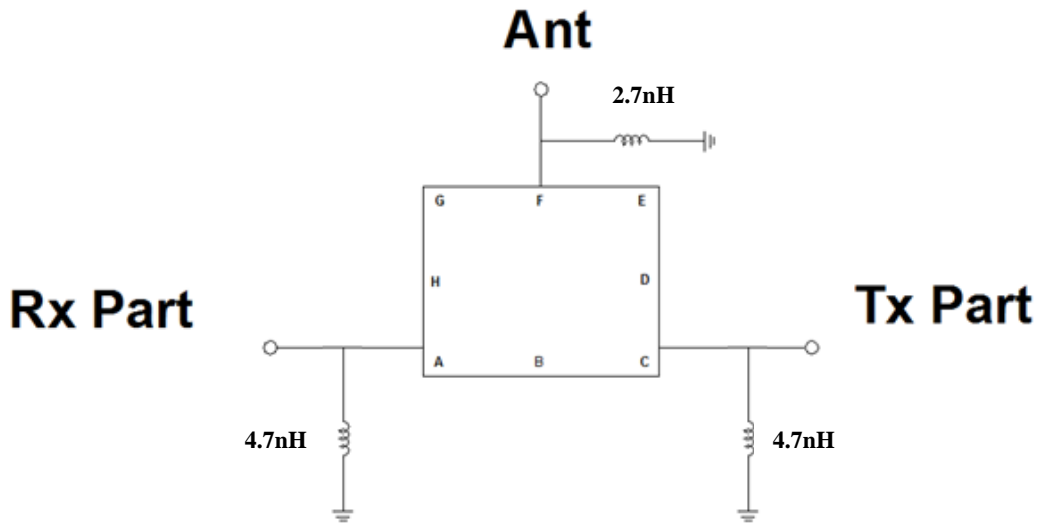 Ant
2.7nH
G F E
H D
Rx Part
Tx Part
A B C
4.7nH
4.7nH